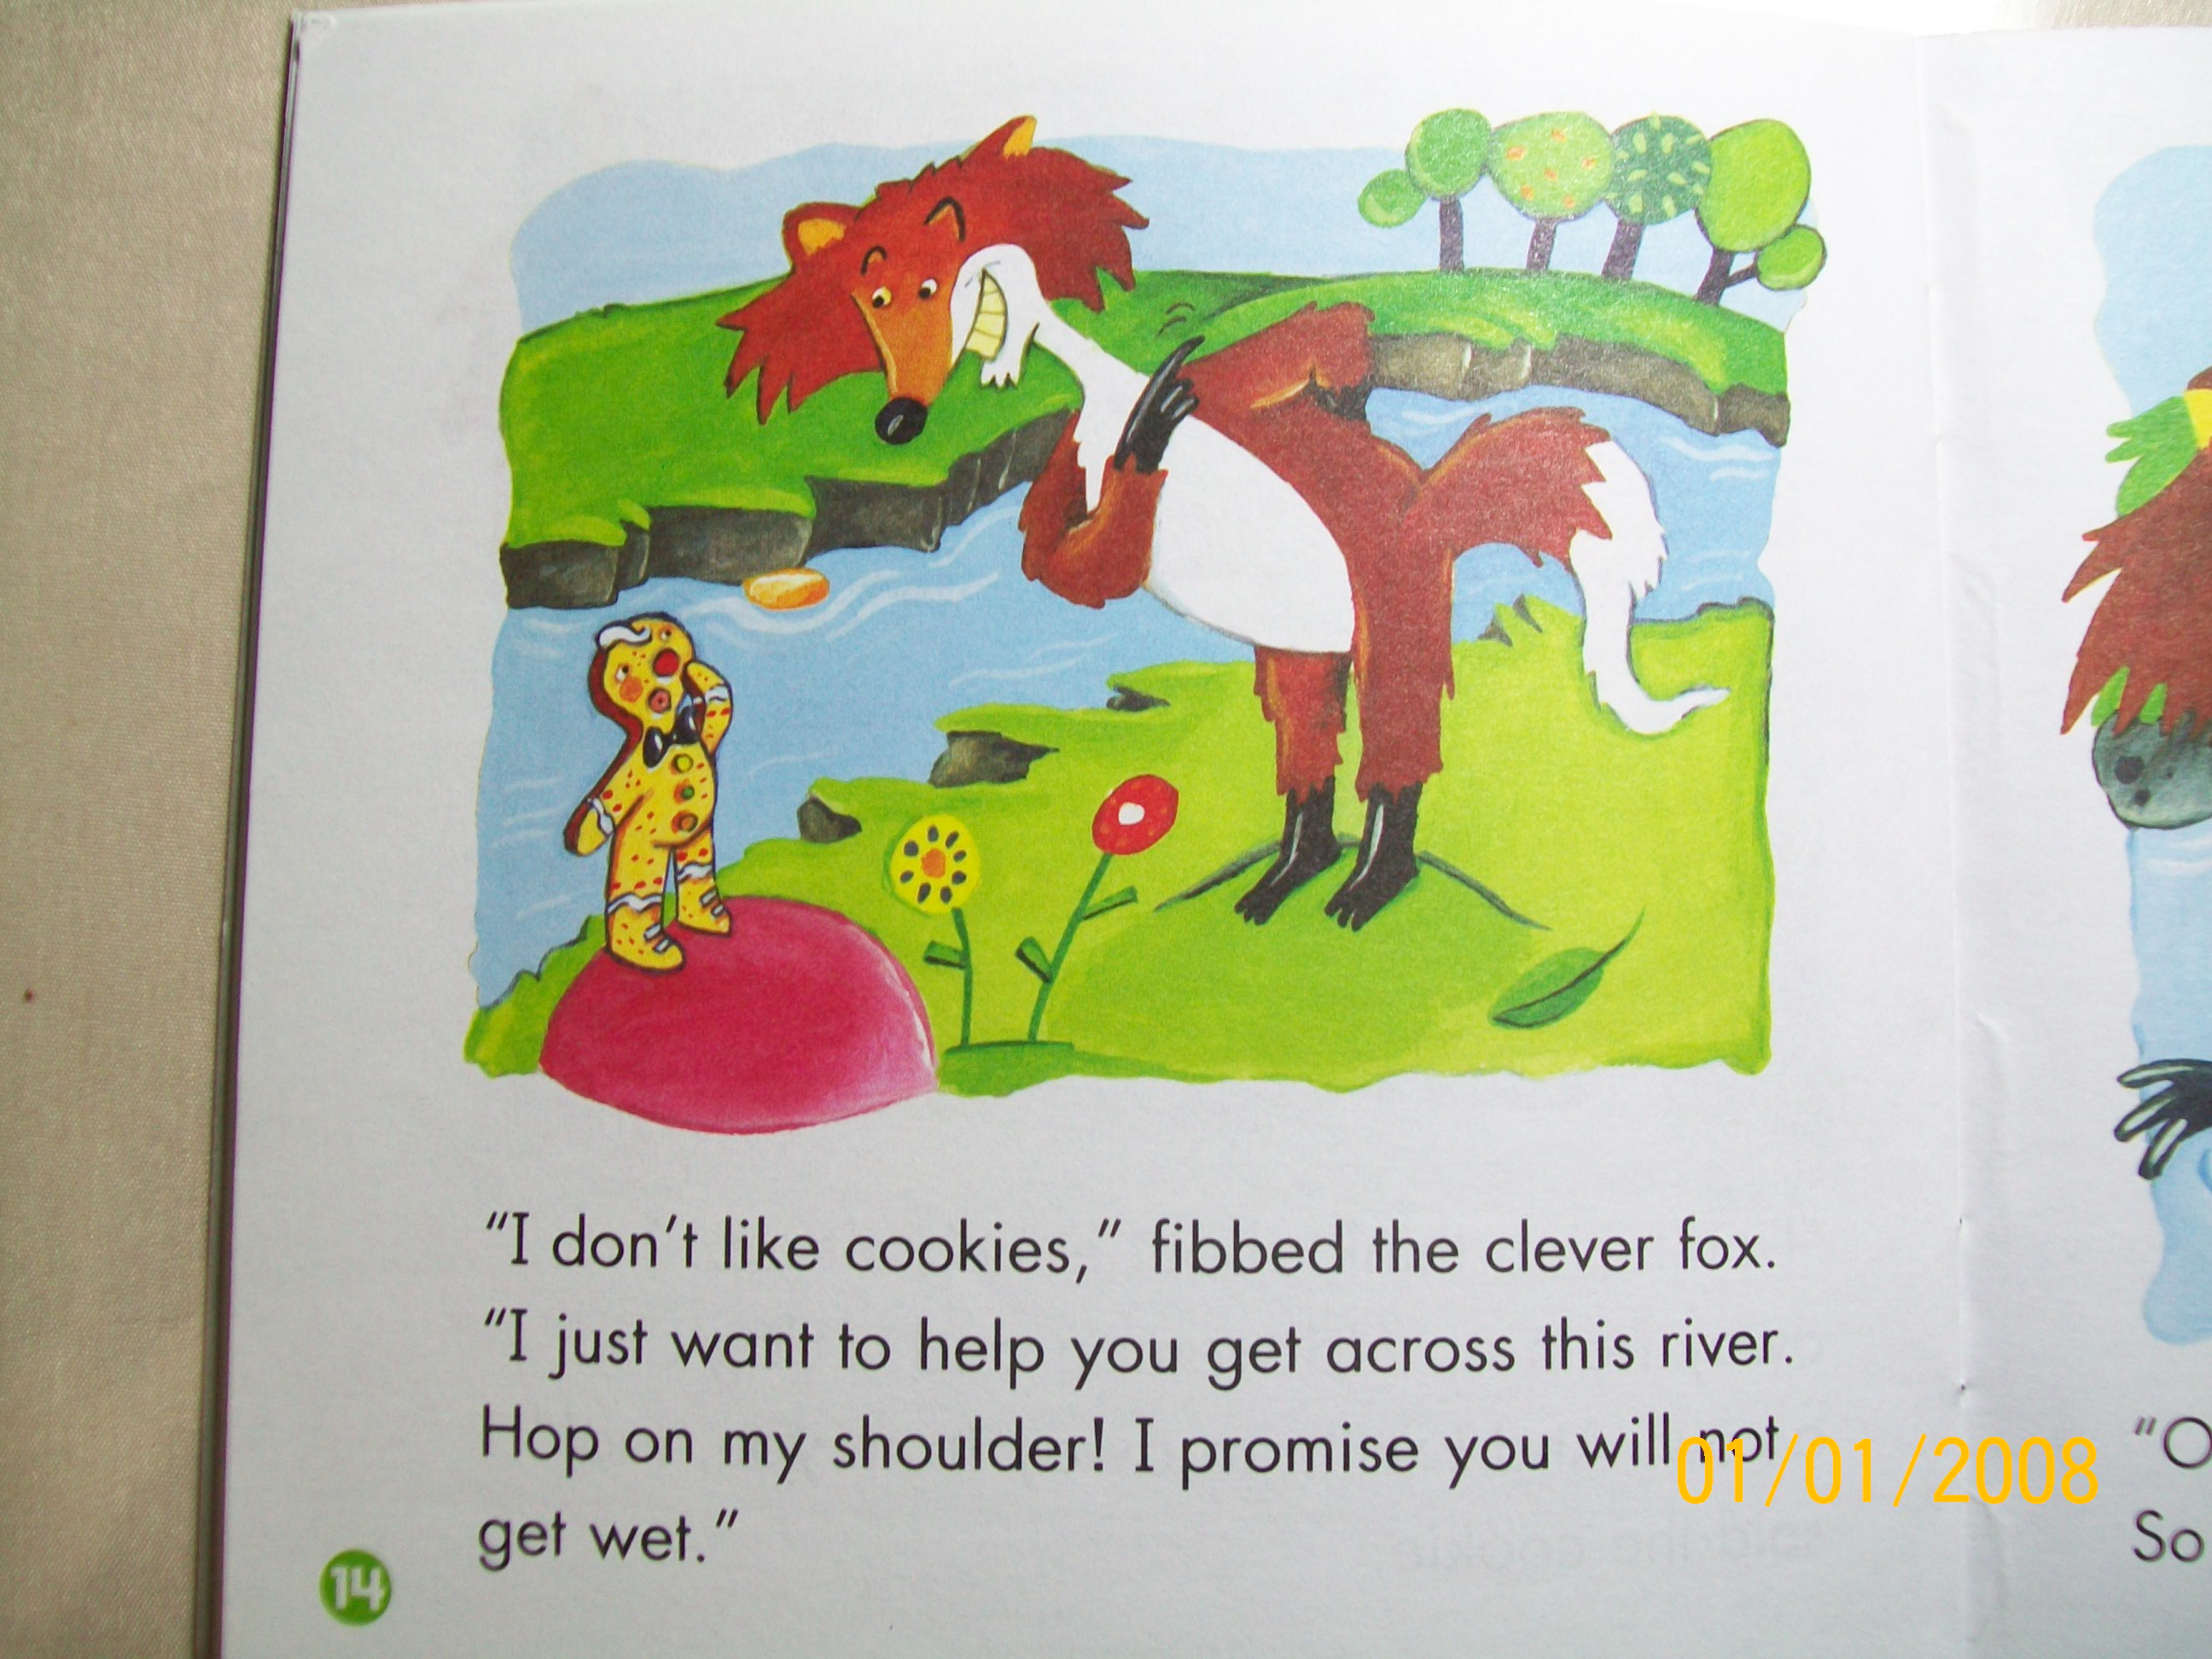 “I don’t like cookies,” fibbed the clever fox.
“I just want to help you get across this river.
Hop on my shoulder! I promise you will not
get wet.”
14
“O
So
01/01/2008